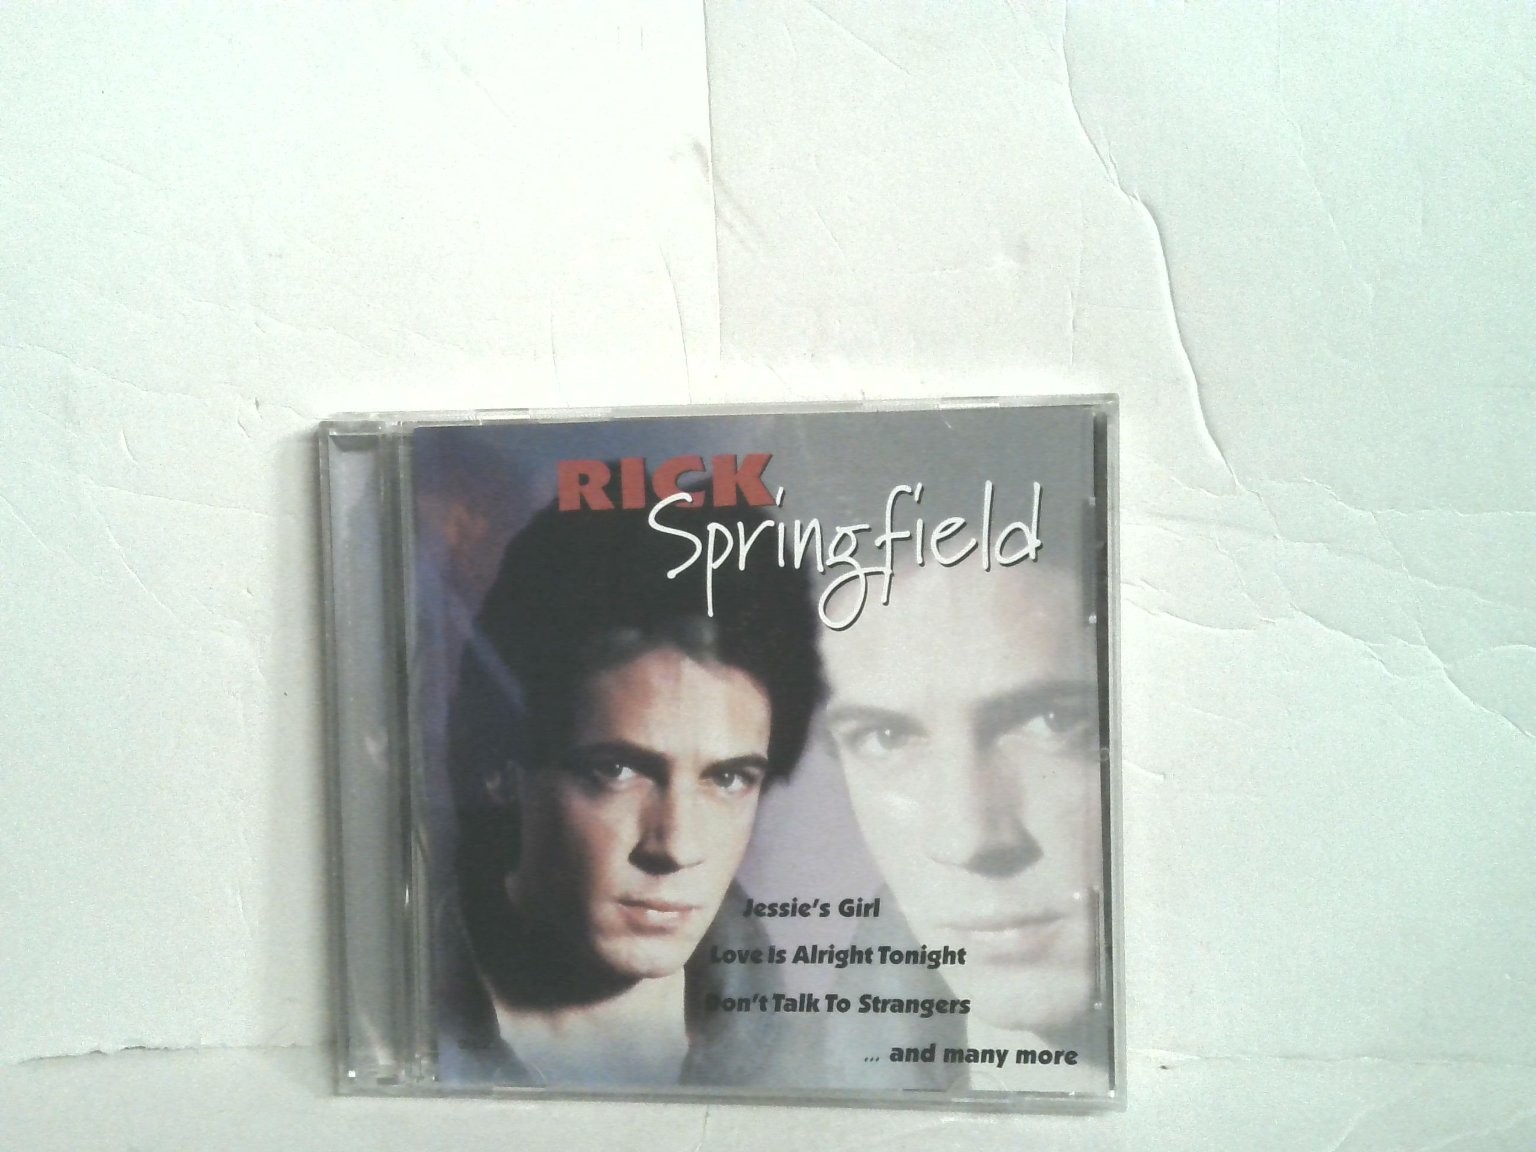 RICK
Springfield
Jessie's Girl
Love Is Alright Tonight
Don't Talk To Strangers
... and many more